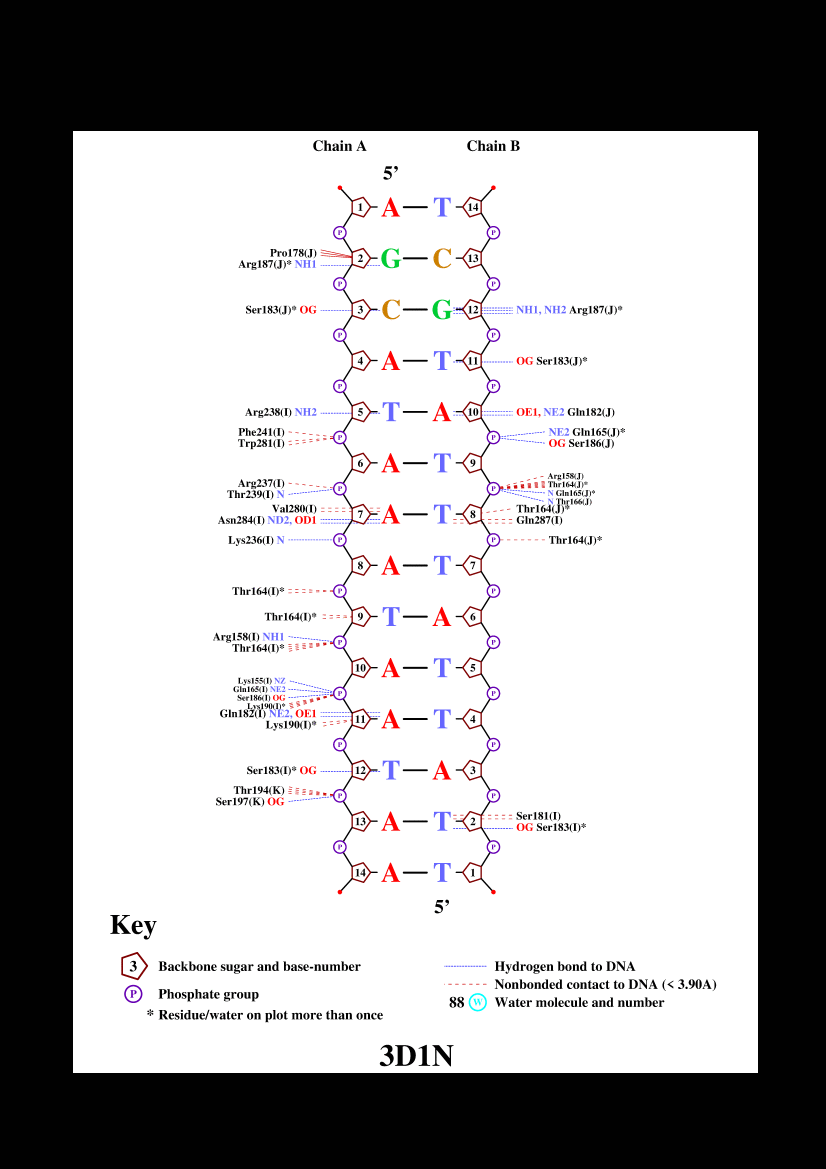 Chain A Chain B
5’
1 A T 14
P P
Pro178(J)
2 G C 13
Arg187(J)* NH1
P P
Ser183(J)* OG 3 C G 12 NH1, NH2 Arg187(J)*
P P
4 A T 11 OG Ser183(J)*
P P
Arg238(I) NH2 5 T A 10 OE1, NE2 Gln182(J)
Phe241(I) NE2 Gln165(J)*
P P
Trp281(I) OG Ser186(J)
6 A T 9
Arg158(J)
Arg237(I) Thr164(J)*
P P
Thr239(I) N N Gln165(J)*
N Thr166(J)
Val280(I) Thr164(J)*
7 A T 8
Asn284(I) ND2, OD1 Gln287(I)
Lys236(I) N P P Thr164(J)*
8 A T 7
Thr164(I)* P P
Thr164(I)* 9 T A 6
Arg158(I) NH1
P P
Thr164(I)*
10 A T 5
Lys155(I) NZ
Gln165(I) NE2
P P
Ser186(I) OG
Lys190(I)*
Gln182(I) NE2, OE1
11 A T 4
Lys190(I)*
P P
Ser183(I)* OG 12 T A 3
Thr194(K)
P P
Ser197(K) OG
Ser181(I)
13 A T 2
OG Ser183(I)*
P P
14 A T 1
5’
Key
3 Backbone sugar and base-number
P Phosphate group
* Residue/water on plot more than once
Hydrogen bond to DNA
Nonbonded contact to DNA (< 3.90A)
88 W Water molecule and number
3D1N